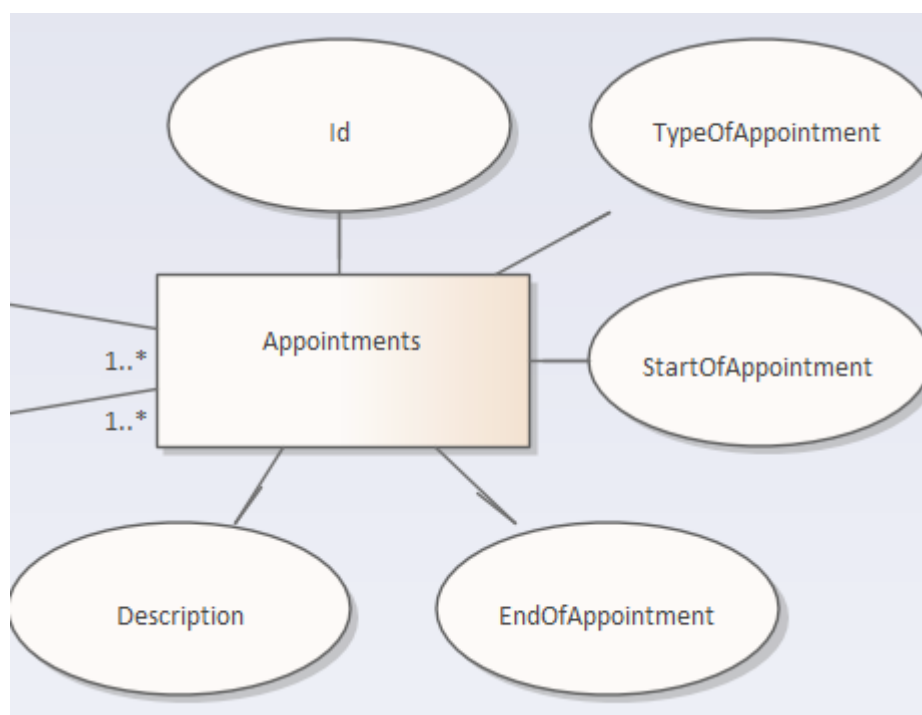 Id
TypeOfAppointment
Appointments
1..*
StartOfAppointment
1..*
Description
EndOfAppointment